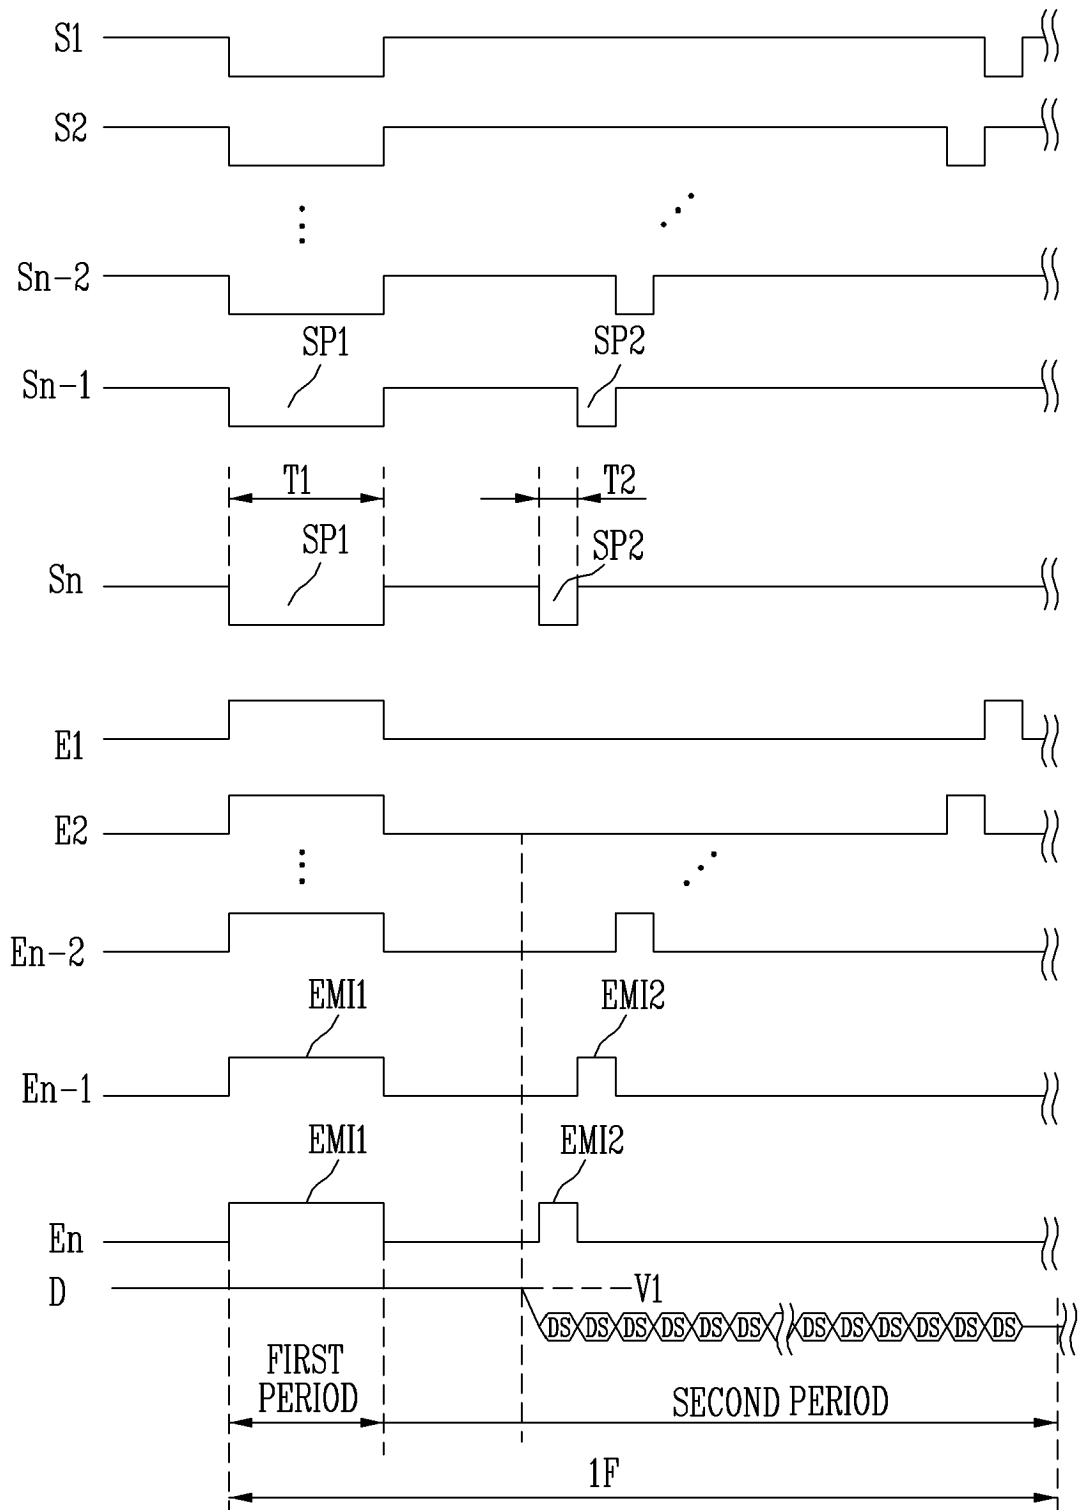 S1
S2
Sn-2
SP1
SP2
Sn-1
T1
T2
SP1
SP2
Sn
E1
E2
En-2
EMI1
EMI2
En-1
EMI1
EMI2
En
D
V1
DS DS DS DS DS DS DS DS DS DS DS DS
FIRST
PERIOD
SECOND PERIOD
1F